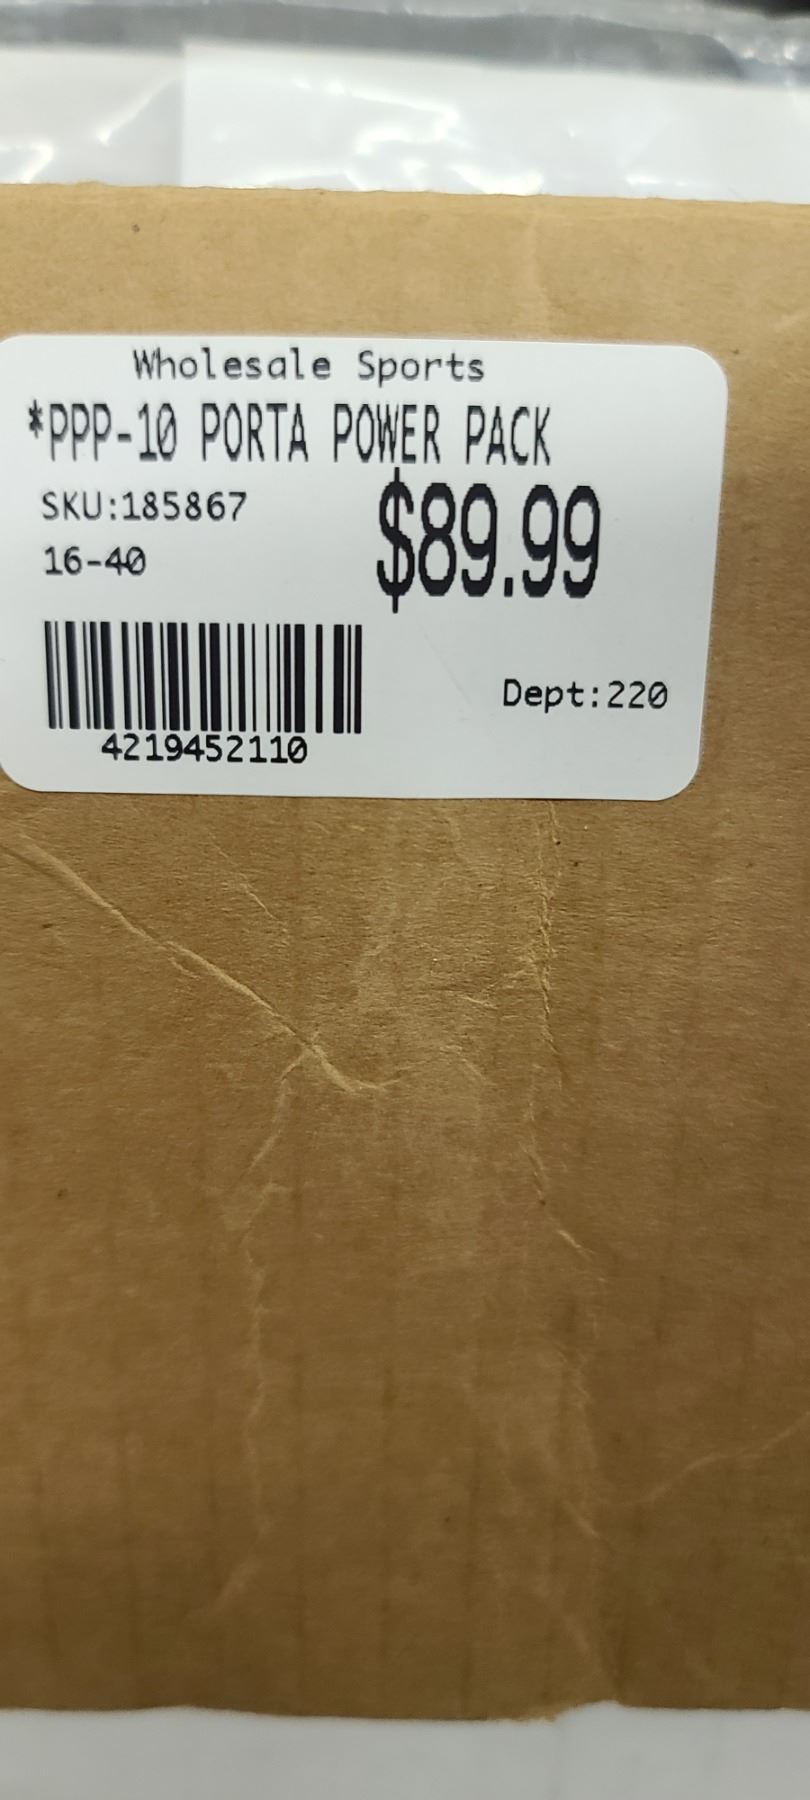 Wholesale Sports
*PPP-10 PORTA POWER PACK
SKU:185867
$89.99
16-40
Dept:220
4219452110